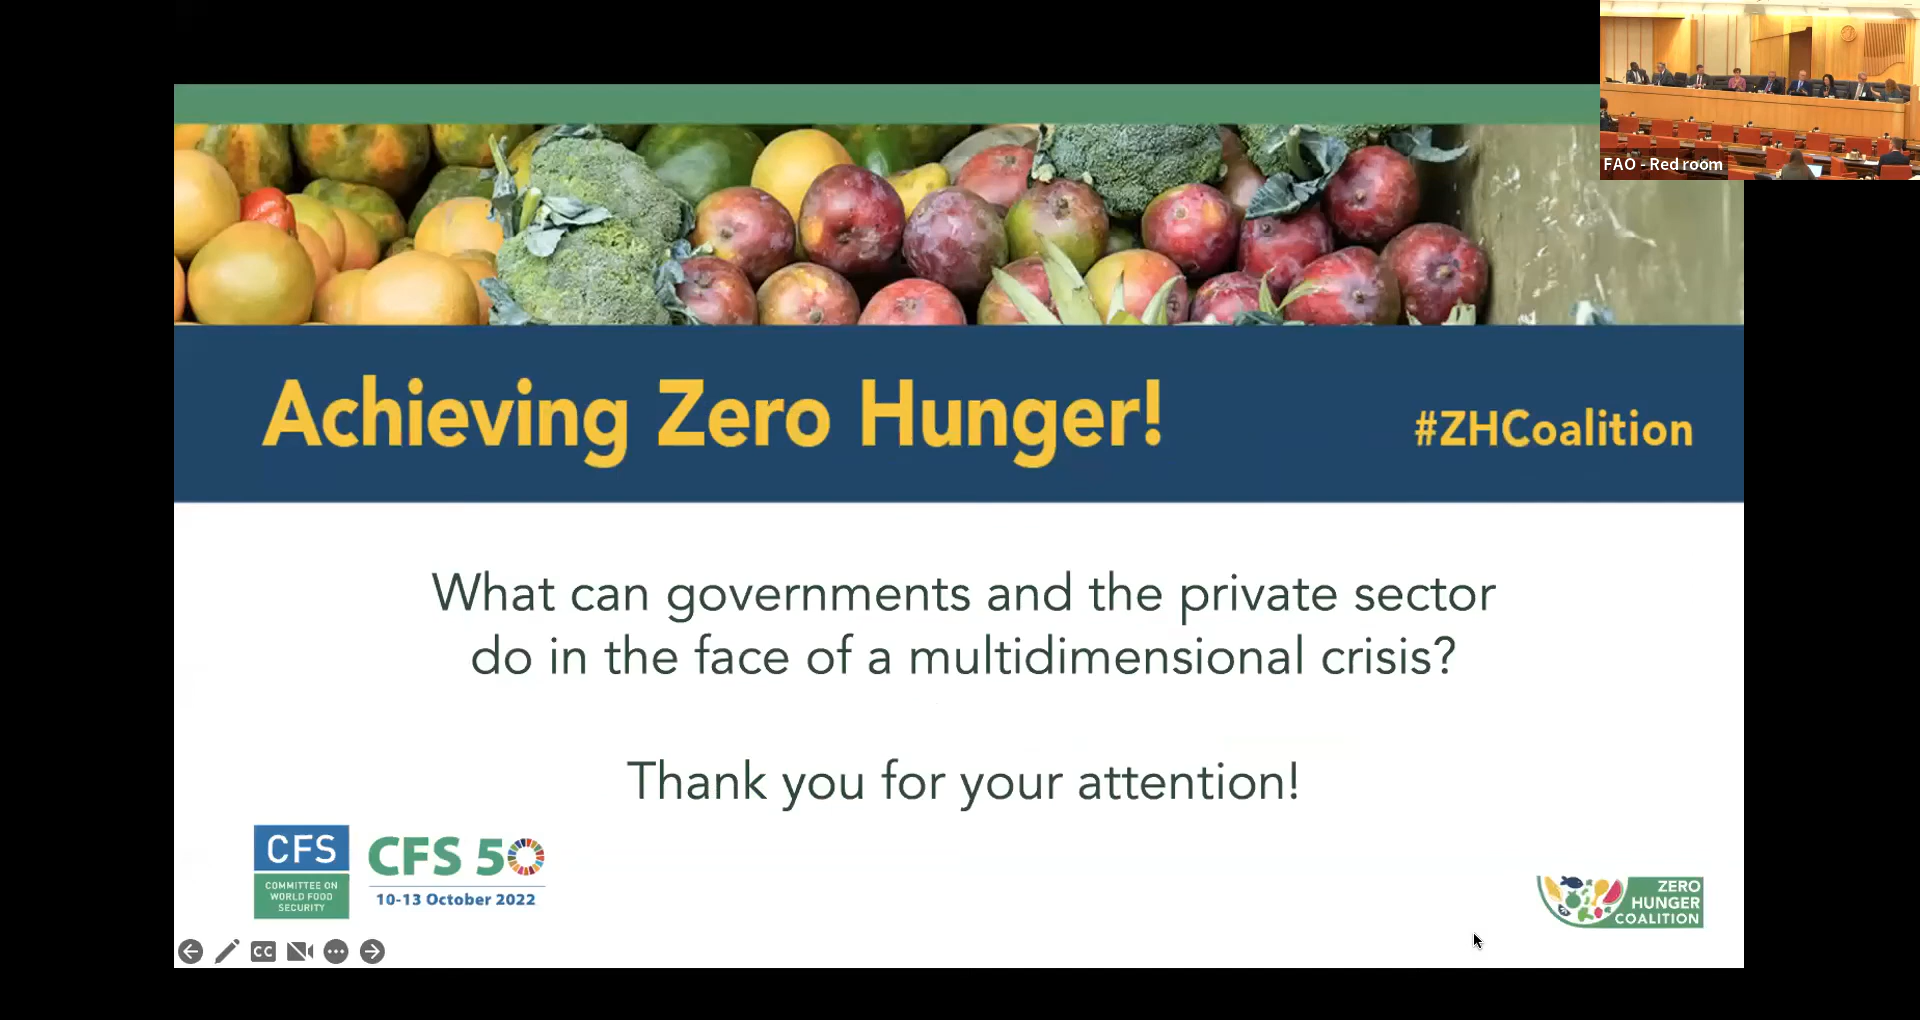 FAO - Red room
Achieving Zero Hunger!
#ZHCoalition
What can governments and the private sector
do in the face of a multidimensional crisis?
Thank you for your attention!
CFS
COMMITTEE ON
WORLD FOOD
SECURITY
CFS 50
10-13 October 2022
ZERO
HUNGER
COALITION
CC